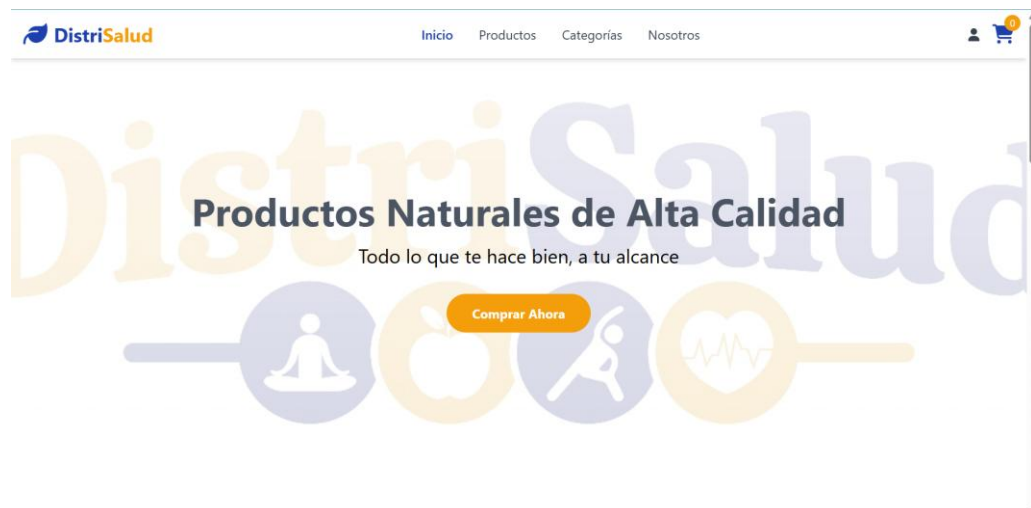 DistriSalud
Inicio Productos Categorías Nosotros
0
DistriSalud
Productos Naturales de Alta Calidad
Todo lo que te hace bien, a tu alcance
Comprar Ahora